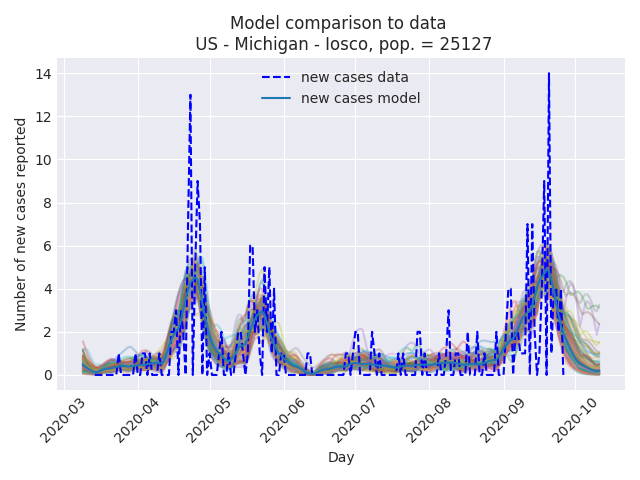 Model comparison to data
US - Michigan - Iosco, pop. = 25127
new cases data
new cases model
Number of new cases reported
14
12
10
8
6
4
2
0
2020-03
2020-04
2020-05
2020-06
2020-07
2020-08
2020-09
2020-10
Day